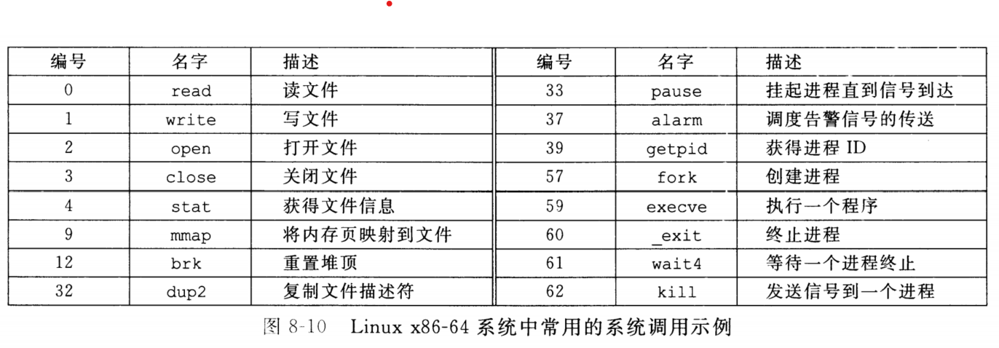 编号 名字 描述 编号 名字 描述
0 read 读文件 33 pause 挂起进程直到信号到达
1 write 写文件 37 alarm 调度告警信号的传送
2 open 打开文件 39 getpid 获得进程 ID
3 close 关闭文件 57 fork 创建进程
4 stat 获得文件信息 59 execve 执行一个程序
9 mmap 将内存页映射到文件 60 _exit 终止进程
12 brk 重置堆顶 61 wait4 等待一个进程终止
32 dup2 复制文件描述符 62 kill 发送信号到一个进程
图 8-10 Linux x86-64 系统中常用的系统调用示例